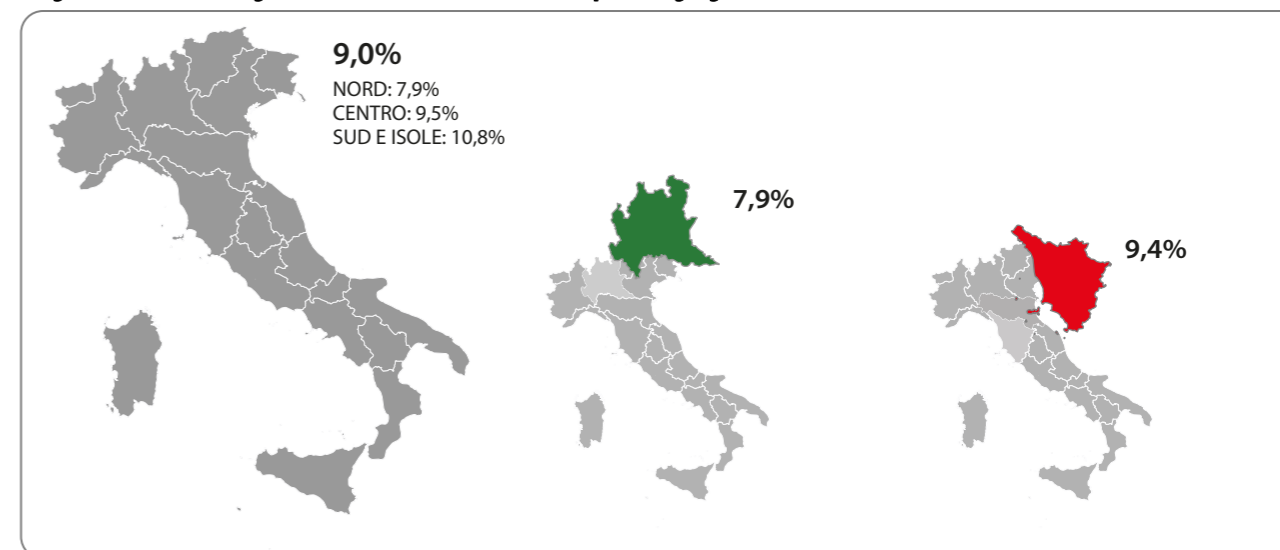 9,0%
NORD: 7,9%
CENTRO: 9,5%
SUD E ISOLE: 10,8%
7,9%
9,4%